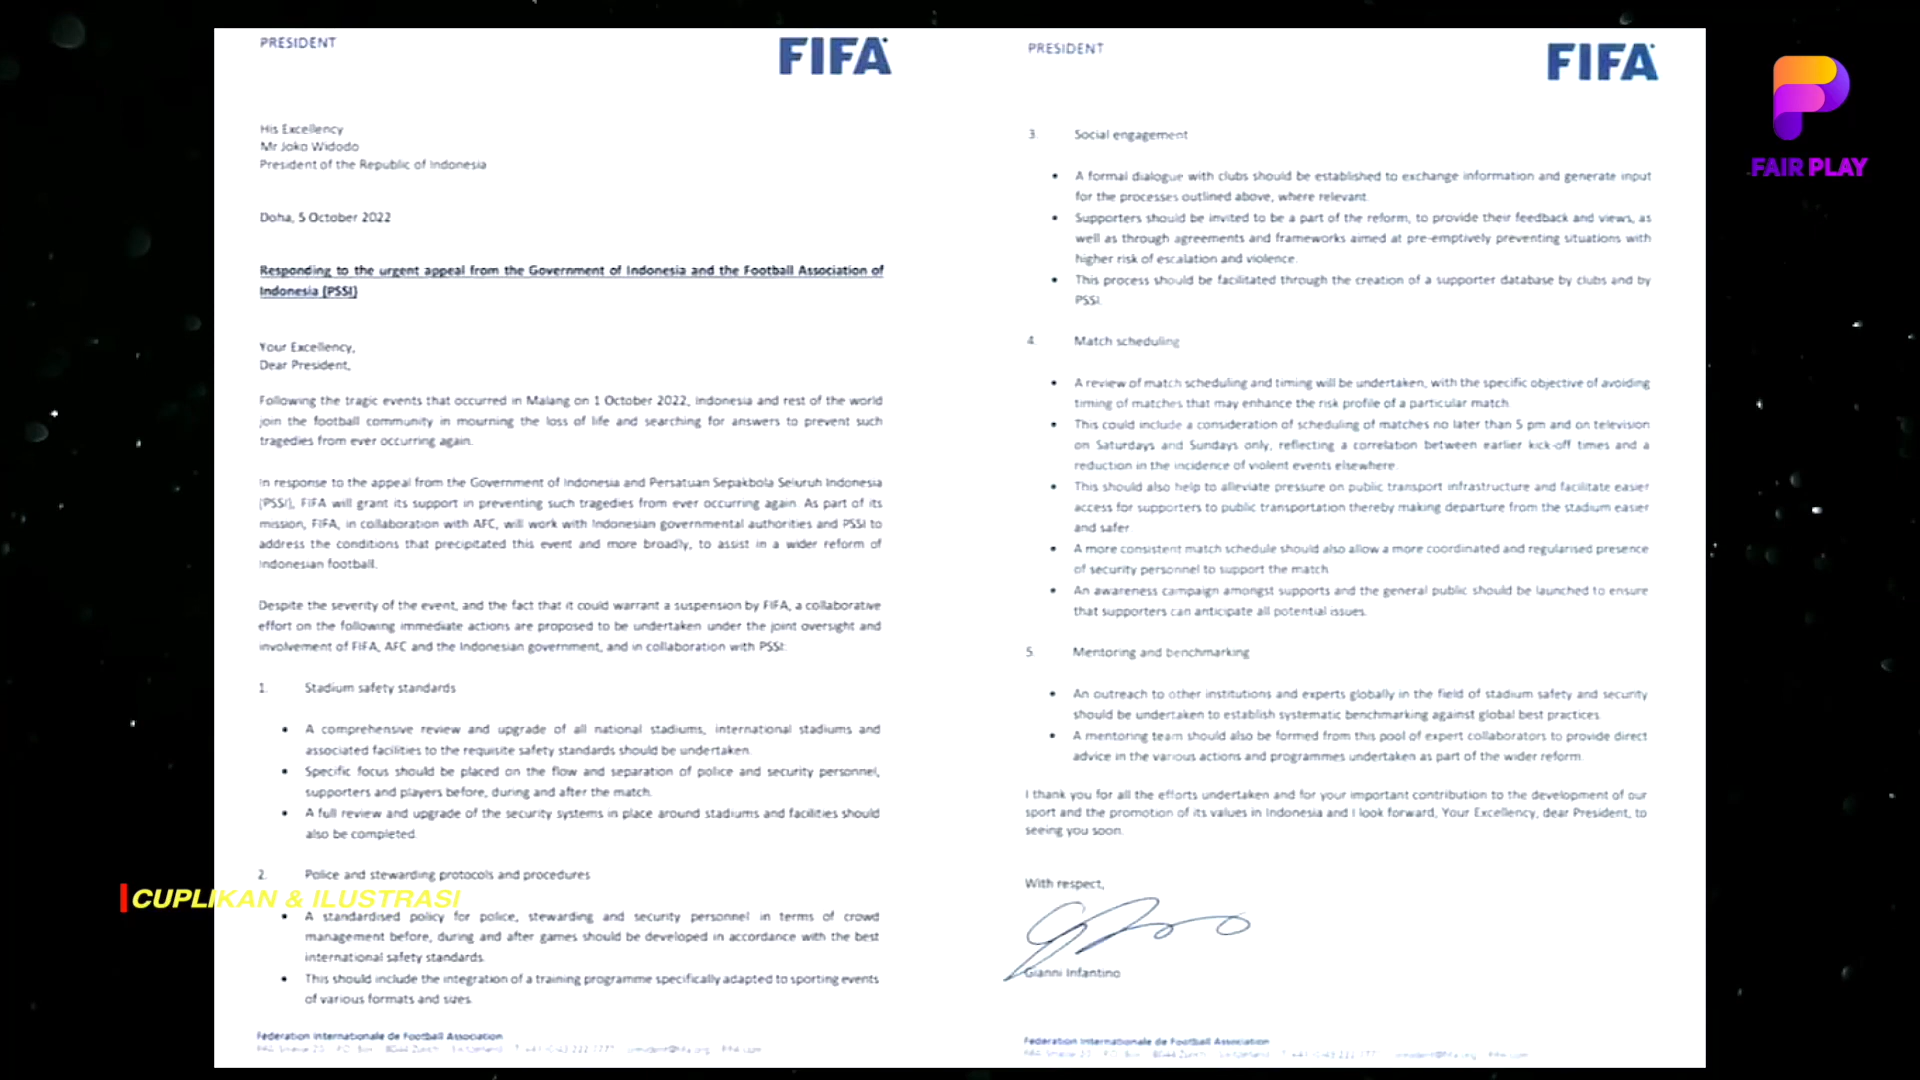 PRESIDENT
FIFA
His Excellency
Mr Joko Widodo
President of the Republic of Indonesia
Doha, 5 October 2022
Responding to the urgent appeal from the Government of Indonesia and the Football Association of
Indonesia (PSSI)
Your Excellency,
Dear President,
Following the tragic events that occurred in Malang on 1 October 2022, Indonesia and rest of the world
join the football community in mourning the loss of life and searching for answers to prevent such
tragedies from ever occurring again.
In response to the appeal from the Government of Indonesia and Persatuan Sepakbola Seluruh Indonesia
(PSSI), FIFA will grant its support in preventing such tragedies from ever occurring again. As part of its
mission, FIFA, in collaboration with AFC, will work with Indonesian governmental authorities and PSSI to
address the conditions that precipitated this event and more broadly, to assist in a wider reform of
Indonesian football.
Despite the severity of the event, and the fact that it could warrant a suspension by FIFA, a collaborative
effort on the following immediate actions are proposed to be undertaken under the joint oversight and
involvement of FIFA, AFC and the Indonesian government, and in collaboration with PSSI:
1. Stadium safety standards
• A comprehensive review and upgrade of all national stadiums, international stadiums and
associated facilities to the requisite safety standards should be undertaken.
• Specific focus should be placed on the flow and separation of police and security personnel,
supporters and players before, during and after the match.
• A full review and upgrade of the security systems in place around stadiums and facilities should
also be completed.
2. Police and stewarding protocols and procedures
CUPLIKAN & ILUSTRASI
• A standardised policy for police, stewarding and security personnel in terms of crowd
management before, during and after games should be developed in accordance with the best
international safety standards.
• This should include the integration of a training programme specifically adapted to sporting events
of various formats and sizes.
Federation Internationale de Football Association
PRESIDENT
FIFA
3. Social engagement
• A formal dialogue with clubs should be established to exchange information and generate input
for the processes outlined above, where relevant.
• Supporters should be invited to be a part of the reform, to provide their feedback and views, as
well as through agreements and frameworks aimed at pre-emptively preventing situations with
higher risk of escalation and violence.
• This process should be facilitated through the creation of a supporter database by clubs and by
PSSI.
4. Match scheduling
• A review of match scheduling and timing will be undertaken, with the specific objective of avoiding
timing of matches that may enhance the risk profile of a particular match.
• This could include a consideration of scheduling of matches no later than 5 pm and on television
on Saturdays and Sundays only, reflecting a correlation between earlier kick-off times and a
reduction in the incidence of violent events elsewhere.
• This should also help to alleviate pressure on public transport infrastructure and facilitate easier
access for supporters to public transportation thereby making departure from the stadium easier
and safer
• A more consistent match schedule should also allow a more coordinated and regularised presence
of security personnel to support the match
• An awareness campaign amongst supports and the general public should be launched to ensure
that supporters can anticipate all potential issues.
5. Mentoring and benchmarking
• An outreach to other institutions and experts globally in the field of stadium safety and security
should be undertaken to establish systematic benchmarking against global best practices
• A mentoring team should also be formed from this pool of expert collaborators to provide direct
advice in the various actions and programmes undertaken as part of the wider reform.
I thank you for all the efforts undertaken and for your important contribution to the development of our
sport and the promotion of its values in Indonesia and I look forward, Your Excellency, dear President, to
seeing you soon.
With respect,
Gianni Infantino
Federation Internationale de Football Association
FAIR PLAY